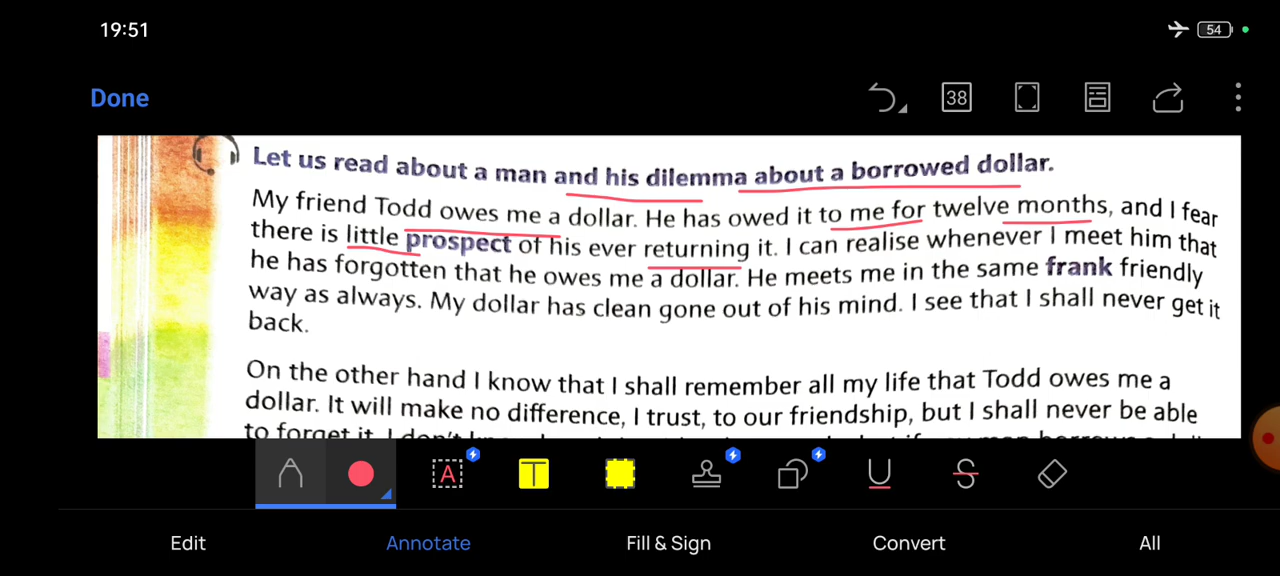 19:51
54
Done
38
Let us read about a man and his dilemma about a borrowed dollar.
My friend Todd owes me a dollar. He has owed it to me for twelve months, and I fear
there is little prospect of his ever returning it. I can realise whenever I meet him that
he has forgotten that he owes me a dollar. He meets me in the same frank friendly
way as always. My dollar has clean gone out of his mind. I see that I shall never get it
back.
On the other hand I know that I shall remember all my life that Todd owes me a
dollar. It will make no difference, I trust, to our friendship, but I shall never be able
to forget it. I don't
A T U S
Edit Annotate Fill & Sign Convert All